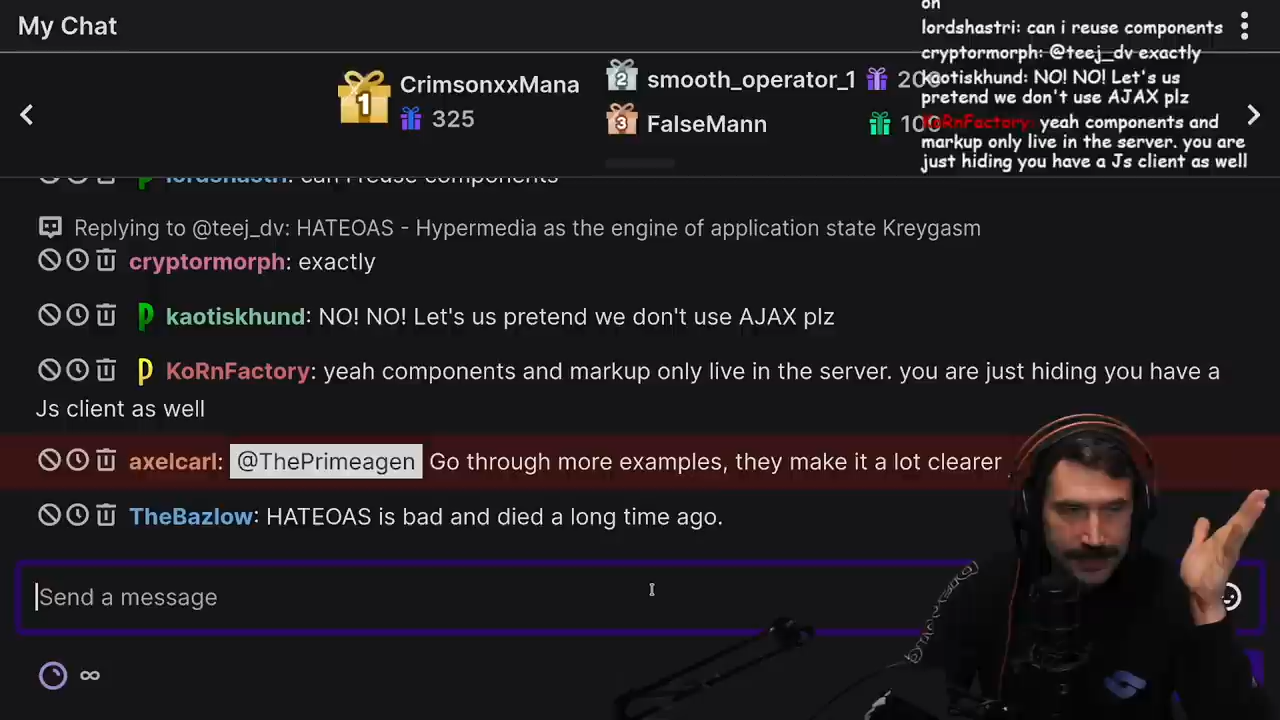 My Chat
on
lordshastri: can i reuse components
cryptormorph: @teej_dv exactly
kaotiskhund: NO! NO! Let's us
pretend we don't use AJAX plz
KoRnFactory: yeah components and
markup only live in the server. you are
just hiding you have a Js client as well
1 CrimsonxxMana
325
2 smooth_operator_1 200
3 FalseMann 100
lordshastri: can i reuse components
Replying to @teej_dv: HATEOAS - Hypermedia as the engine of application state Kreygasm
cryptormorph: exactly
kaotiskhund: NO! NO! Let's us pretend we don't use AJAX plz
KoRnFactory: yeah components and markup only live in the server. you are just hiding you have a
Js client as well
axelcarl: @ThePrimeagen Go through more examples, they make it a lot clearer
TheBazlow: HATEOAS is bad and died a long time ago.
Send a message
∞